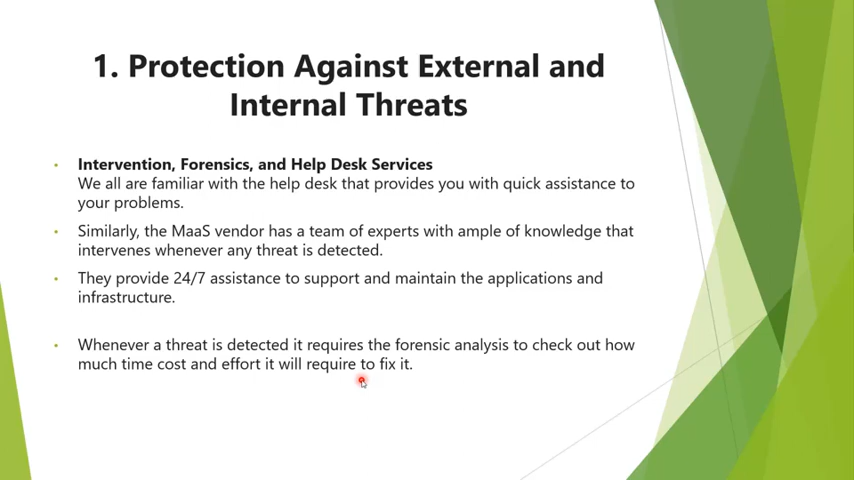 1. Protection Against External and
Internal Threats
• Intervention, Forensics, and Help Desk Services
We all are familiar with the help desk that provides you with quick assistance to
your problems.
• Similarly, the MaaS vendor has a team of experts with ample of knowledge that
intervenes whenever any threat is detected.
• They provide 24/7 assistance to support and maintain the applications and
infrastructure.
• Whenever a threat is detected it requires the forensic analysis to check out how
much time cost and effort it will require to fix it.